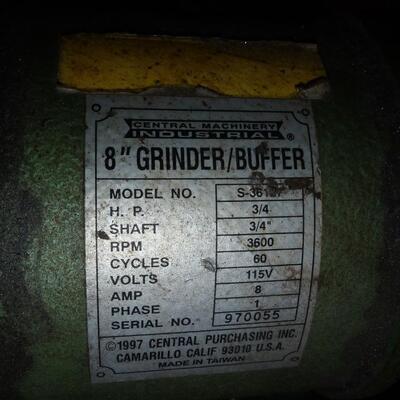 CENTRAL MACHINERY
INDUSTRIAL ®
8" GRINDER/BUFFER
MODEL NO.
H. P. 3/4
SHAFT 3/4"
RPM 3600
CYCLES 60
VOLTS 115V
AMP 8
PHASE 1
SERIAL NO. 970055
©1997 CENTRAL PURCHASING INC.
CAMARILLO CALIF 93010 U.S.A.
MADE IN TAIWAN